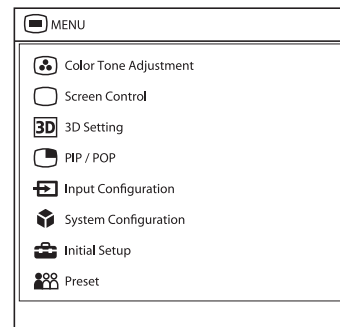 MENU
Color Tone Adjustment
Screen Control
3D 3D Setting
PIP / POP
Input Configuration
System Configuration
Initial Setup
Preset